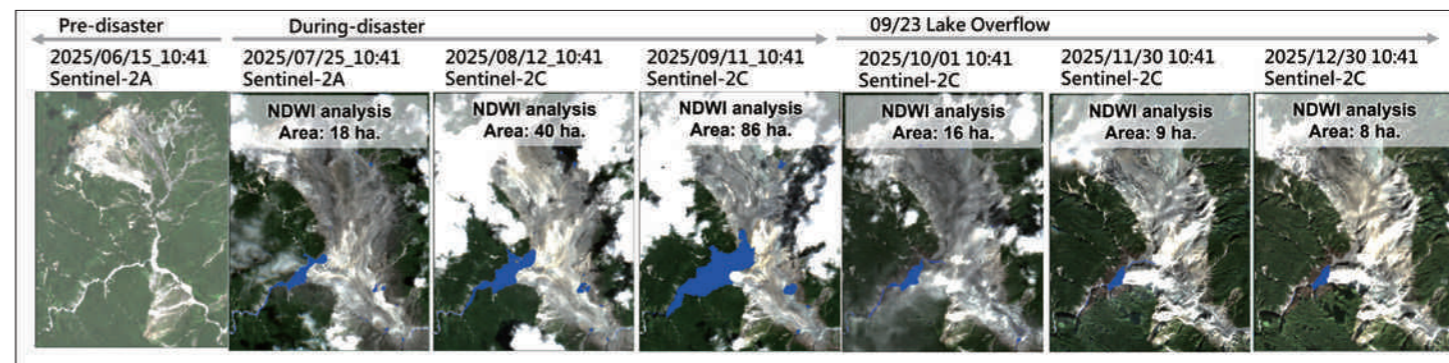 Pre-disaster
During-disaster
09/23 Lake Overflow
2025/06/15_10:41
Sentinel-2A
2025/07/25_10:41
Sentinel-2A
2025/08/12_10:41
Sentinel-2C
2025/09/11_10:41
Sentinel-2C
2025/10/01 10:41
Sentinel-2C
2025/11/30 10:41
Sentinel-2C
2025/12/30 10:41
Sentinel-2C
NDWI analysis
Area: 18 ha.
NDWI analysis
Area: 40 ha.
NDWI analysis
Area: 86 ha.
NDWI analysis
Area: 16 ha.
NDWI analysis
Area: 9 ha.
NDWI analysis
Area: 8 ha.